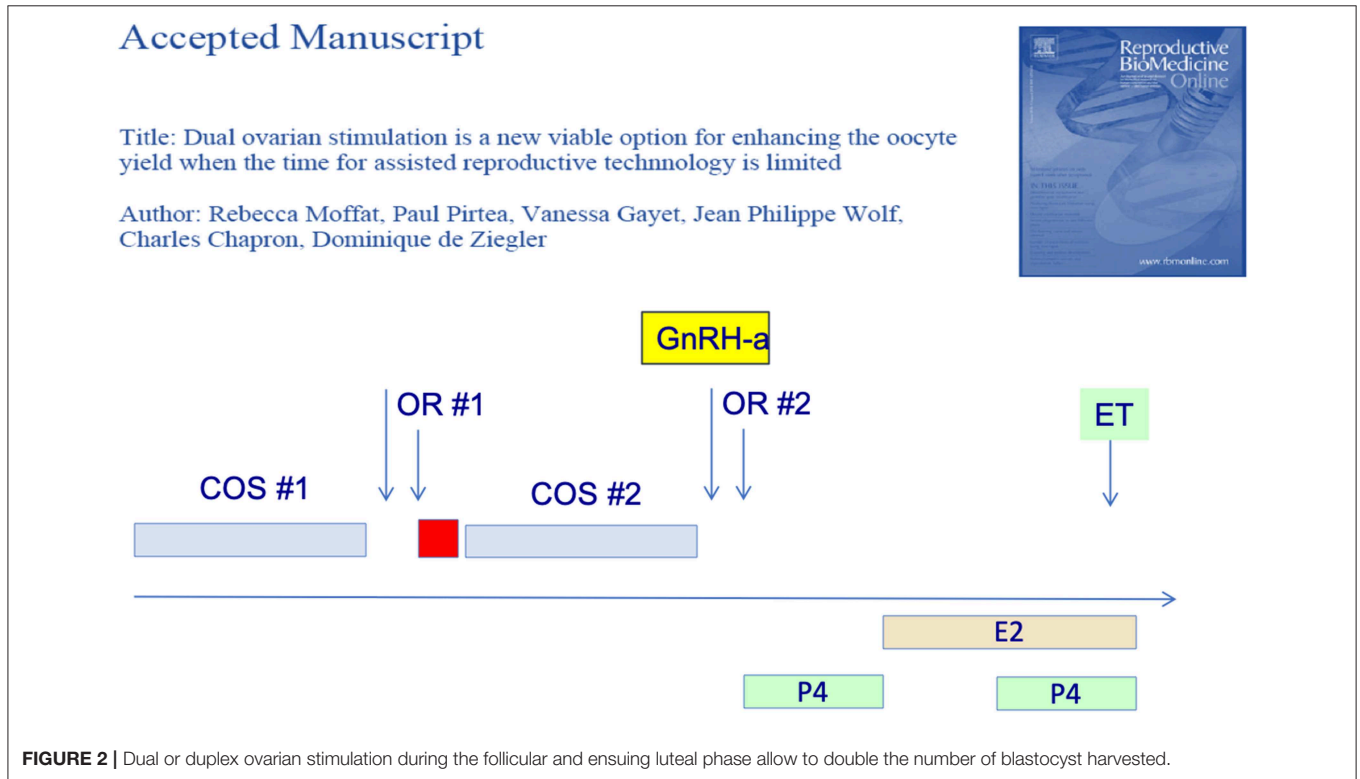 Accepted Manuscript
Reproductive
BioMedicine
Online
Title: Dual ovarian stimulation is a new viable option for enhancing the oocyte
yield when the time for assisted reproductive technnology is limited
Author: Rebecca Moffat, Paul Pirtea, Vanessa Gayet, Jean Philippe Wolf,
Charles Chapron, Dominique de Ziegler
IN THIS ISSUE
www.rbmonline.com
GnRH-a
OR #1
OR #2
ET
COS #1
COS #2
E2
P4
P4
FIGURE 2 | Dual or duplex ovarian stimulation during the follicular and ensuing luteal phase allow to double the number of blastocyst harvested.